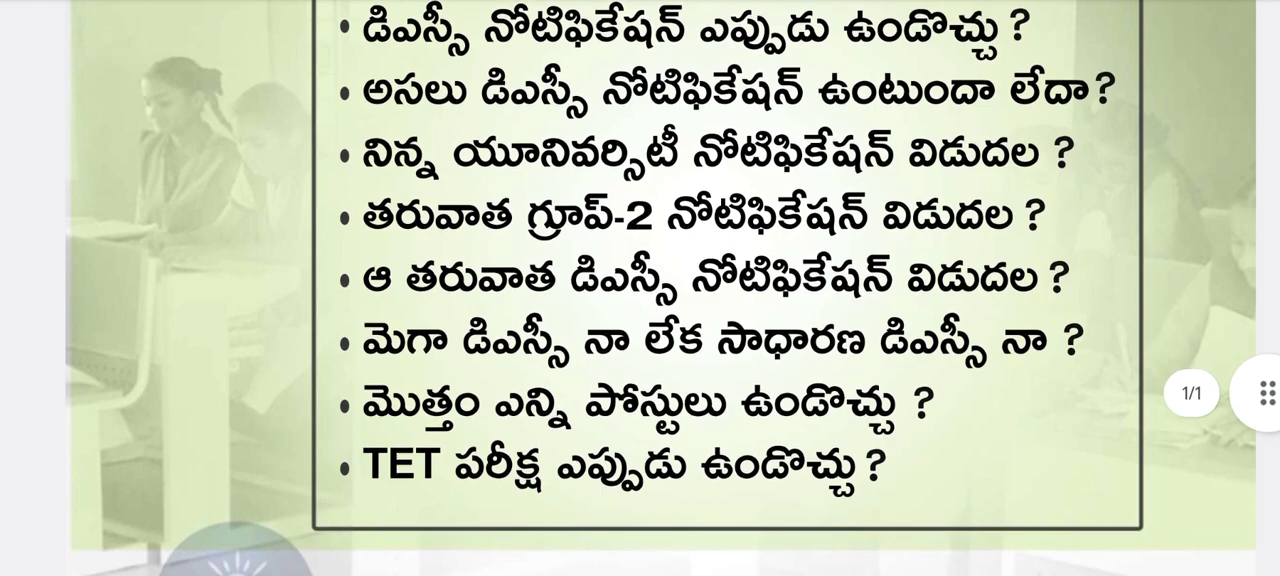 • డిఎస్సీ నోటిఫికేషన్ ఎప్పుడు ఉండొచ్చు ?
• అసలు డిఎస్సీ నోటిఫికేషన్ ఉంటుందా లేదా?
• నిన్న యూనివర్సిటీ నోటిఫికేషన్ విడుదల ?
• తరువాత గ్రూప్-2 నోటిఫికేషన్ విడుదల ?
• ఆ తరువాత డిఎస్సీ నోటిఫికేషన్ విడుదల ?
• మెగా డిఎస్సీ నా లేక సాధారణ డిఎస్సీ నా ?
1/1
• మొత్తం ఎన్ని పోస్టులు ఉండొచ్చు ?
• TET పరీక్ష ఎప్పుడు ఉండొచ్చు ?